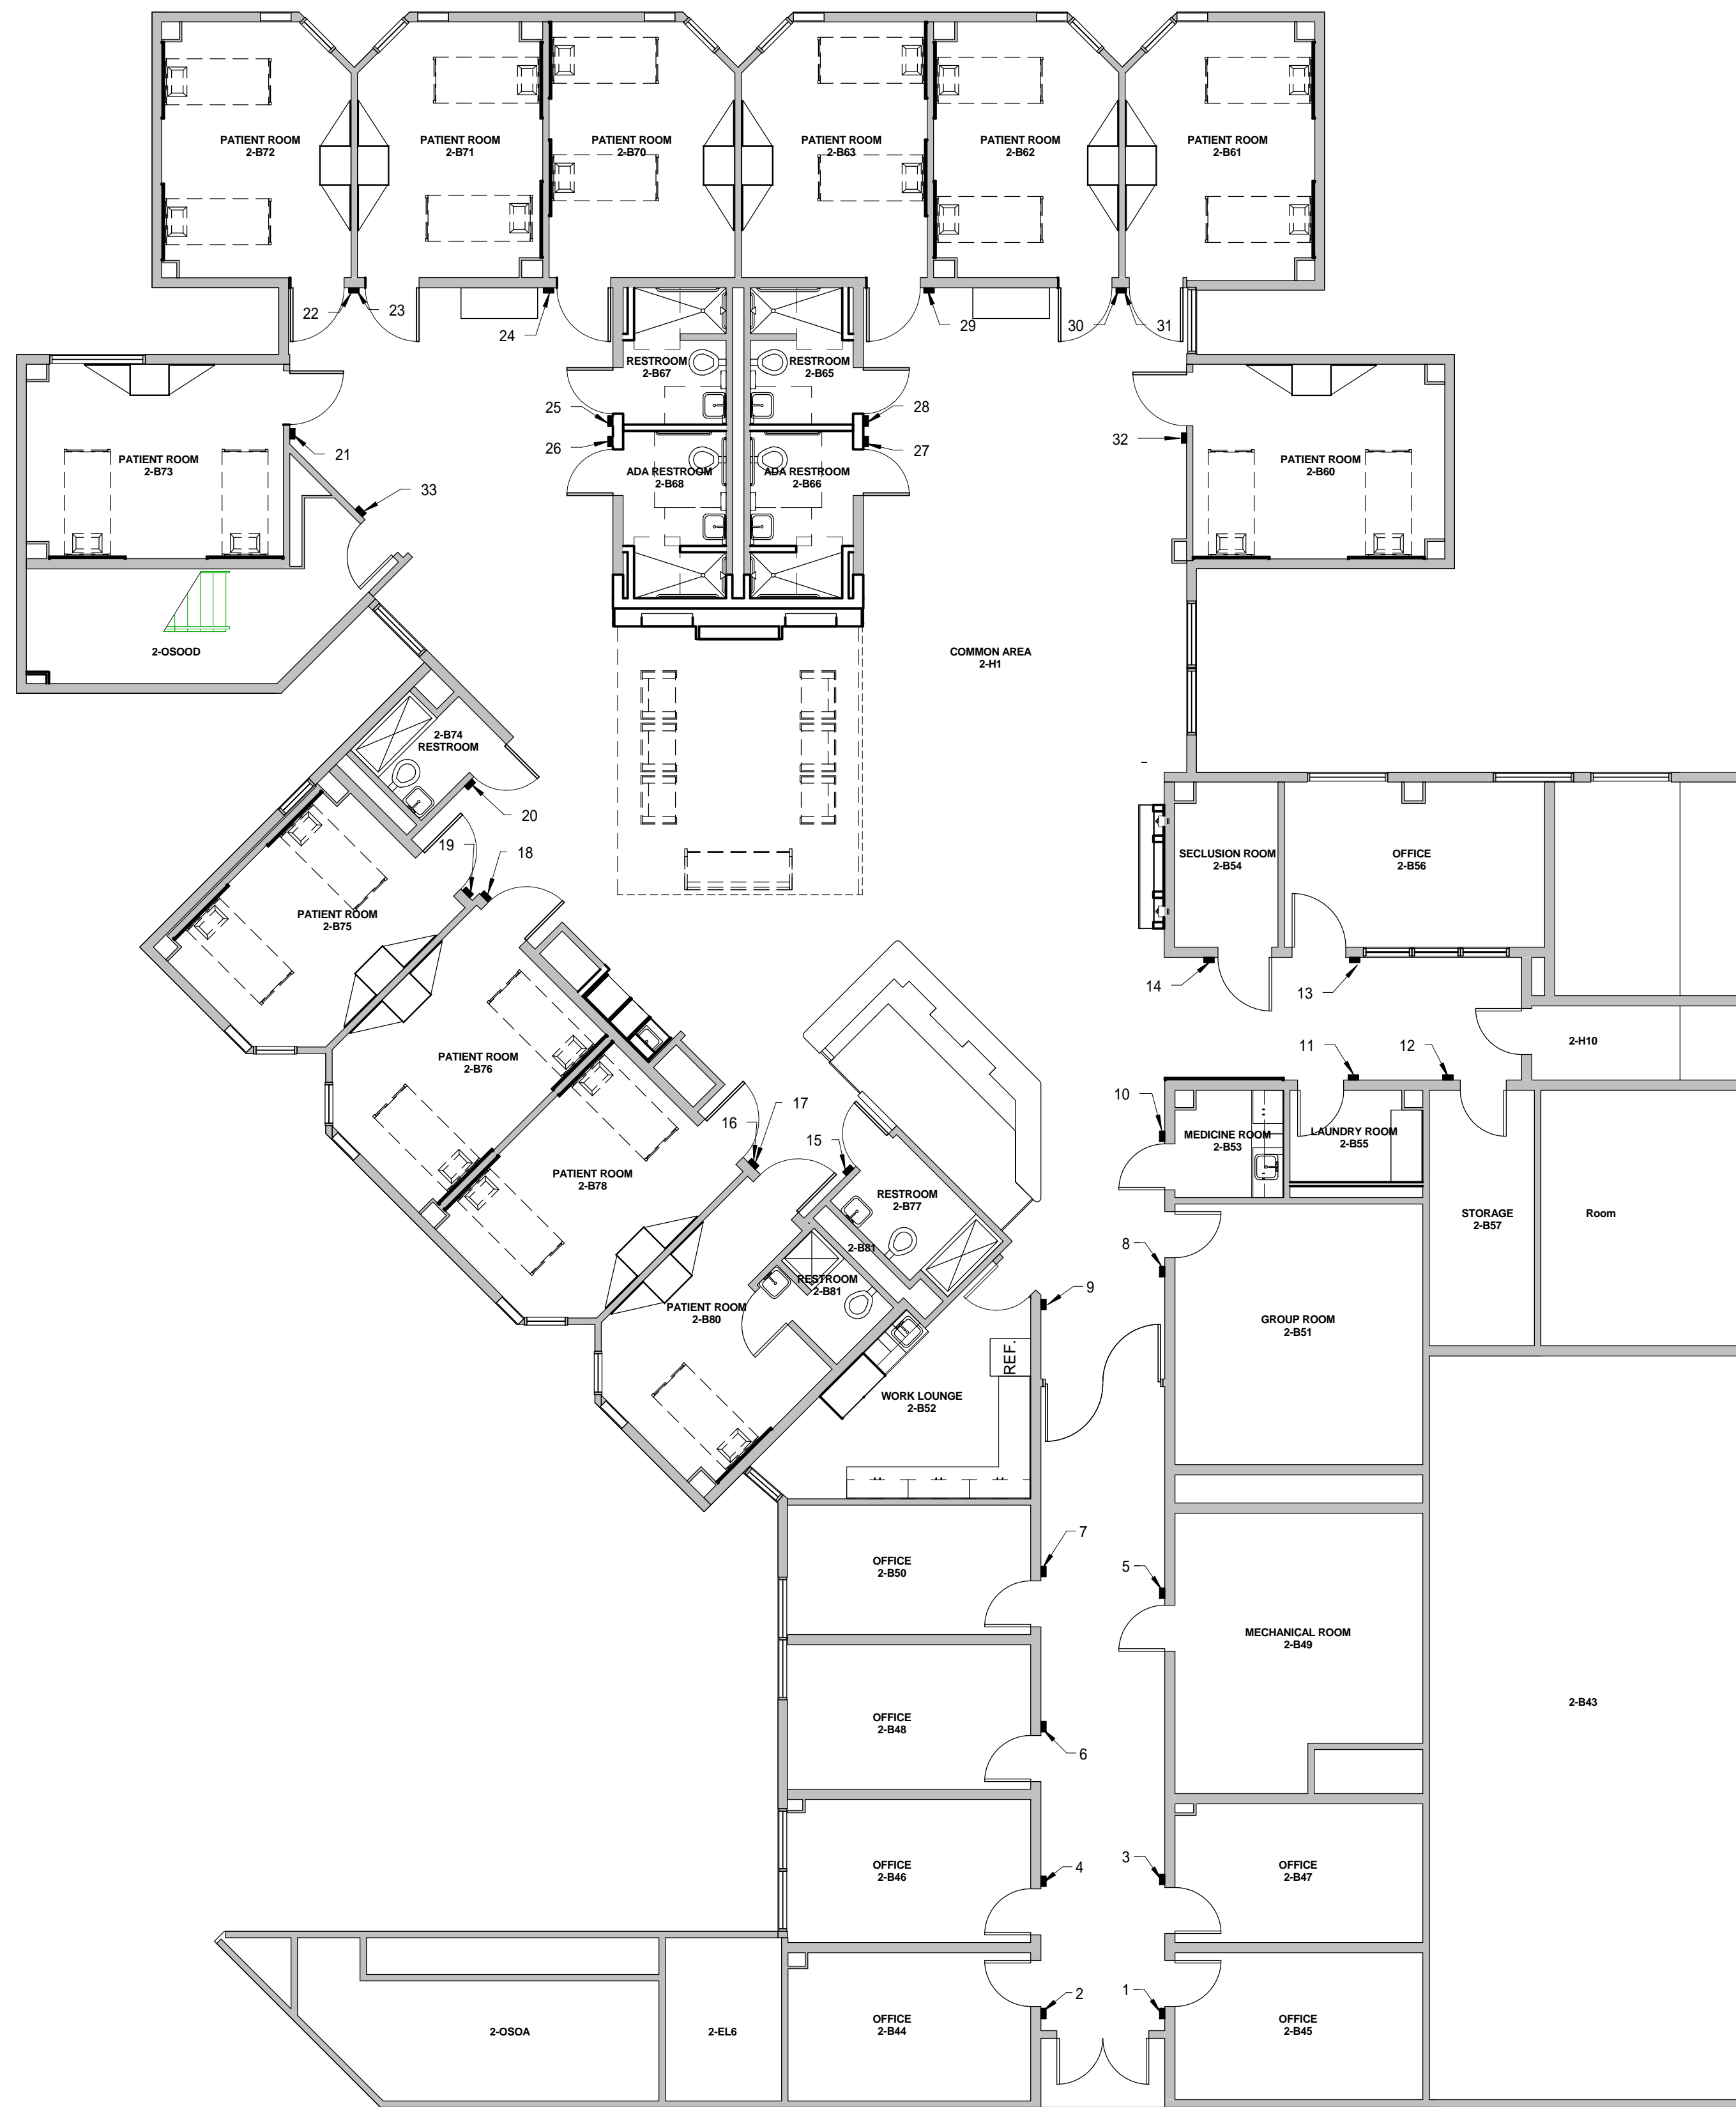 PATIENT ROOM
2-B72
PATIENT ROOM
2-B71
PATIENT ROOM
2-B70
PATIENT ROOM
2-B63
PATIENT ROOM
2-B62
PATIENT ROOM
2-B61
22
23
24
29
30
31
RESTROOM
2-B67
RESTROOM
2-B65
25
28
26
27
32
21
PATIENT ROOM
2-B73
ADA RESTROOM
2-B68
ADA RESTROOM
2-B66
PATIENT ROOM
2-B60
33
2-OSOOD
COMMON AREA
2-H1
2-B74
RESTROOM
20
19
18
SECLUSION ROOM
2-B54
OFFICE
2-B56
PATIENT ROOM
2-B75
14
13
2-H10
PATIENT ROOM
2-B76
11
12
10
16
17
15
MEDICINE ROOM
2-B53
LAUNDRY ROOM
2-B55
PATIENT ROOM
2-B78
RESTROOM
2-B77
STORAGE
2-B57
Room
2-B81
8
RESTROOM
2-B81
9
PATIENT ROOM
2-B80
GROUP ROOM
2-B51
REF.
WORK LOUNGE
2-B52
7
OFFICE
2-B50
5
MECHANICAL ROOM
2-B49
OFFICE
2-B48
6
2-B43
4
3
OFFICE
2-B46
OFFICE
2-B47
2
1
2-OSOA
2-EL6
OFFICE
2-B44
OFFICE
2-B45